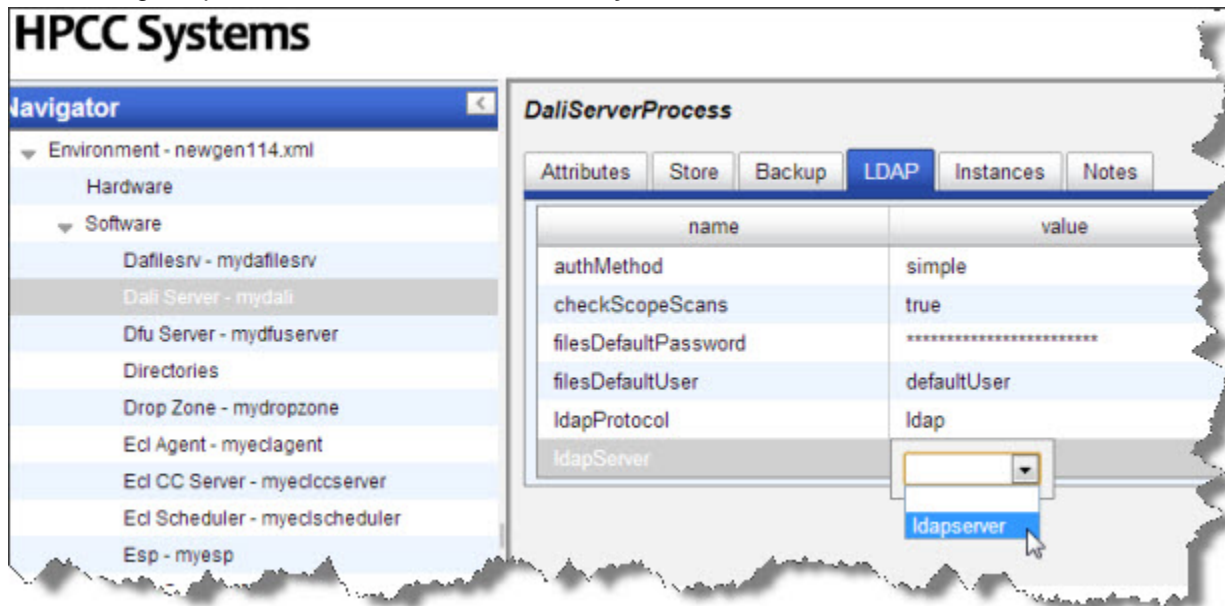 HPCC Systems
Navigator
Environment - newgen114.xml
Hardware
Software
Dafilesrv - mydafilesrv
Dali Server - mydali
Dfu Server - mydfuserver
Directories
Drop Zone - mydropzone
Ecl Agent - myeclagent
Ecl CC Server - myeclccserver
Ecl Scheduler - myeclscheduler
Esp - myesp
DaliServerProcess
Attributes Store Backup LDAP Instances Notes
name value
authMethod simple
checkScopeScans true
filesDefaultPassword ************************
filesDefaultUser defaultUser
ldapProtocol ldap
ldapServer
ldapserver